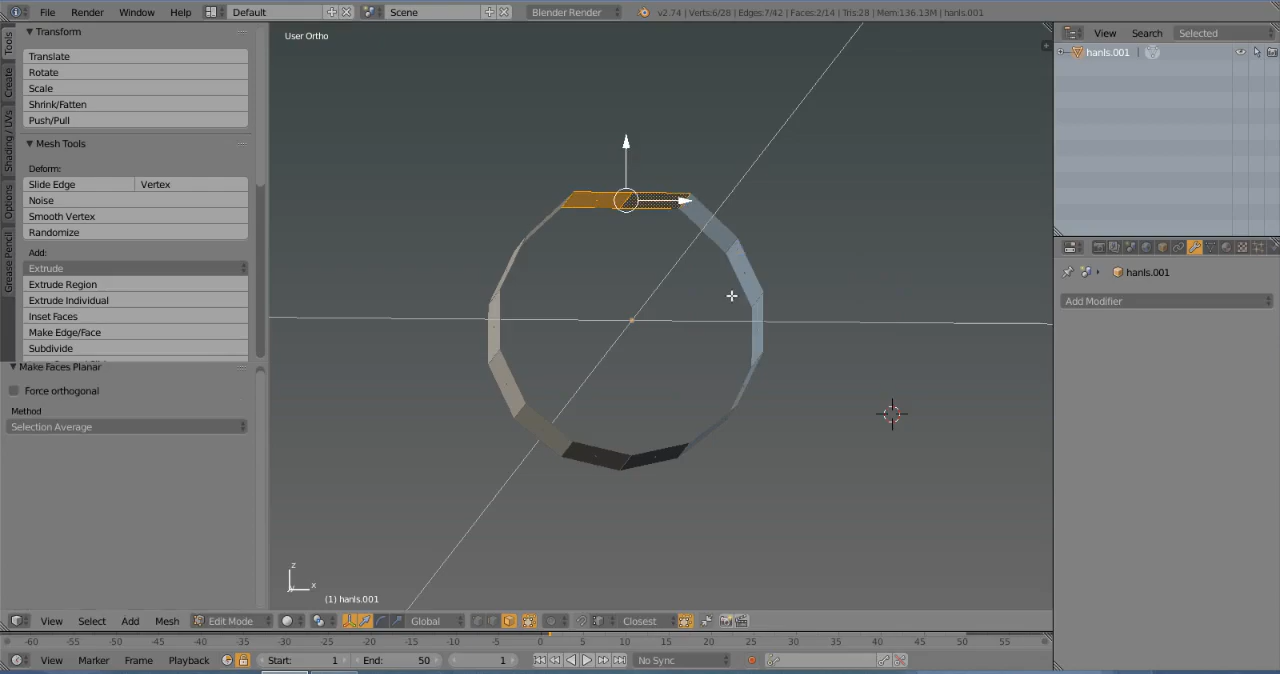 File Render Window Help Default Scene Blender Render v2.74 | Verts:6/28 | Edges:7/42 | Faces:2/14 | Tris:28 | Mem:136.13M | hanls.001
Tools
Create
Shading / UVs
Options
Grease Pencil
Transform
Translate
Rotate
Scale
Shrink/Fatten
Push/Pull
Mesh Tools
Deform:
Slide Edge Vertex
Noise
Smooth Vertex
Randomize
Add:
Extrude
Extrude Region
Extrude Individual
Inset Faces
Make Edge/Face
Subdivide
Make Faces Planar
Force orthogonal
Method
Selection Average
User Ortho
z
x
(1) hanls.001
View Search Selected
hanls.001
hanls.001
Add Modifier
View Select Add Mesh Edit Mode Global Closest
-60 -55 -50 -45 -40 -35 -30 -25 -20 -15 -10 -5 0 5 10 15 20 25 30 35 40 45 50 55
View Marker Frame Playback Start: 1 End: 50 1 No Sync